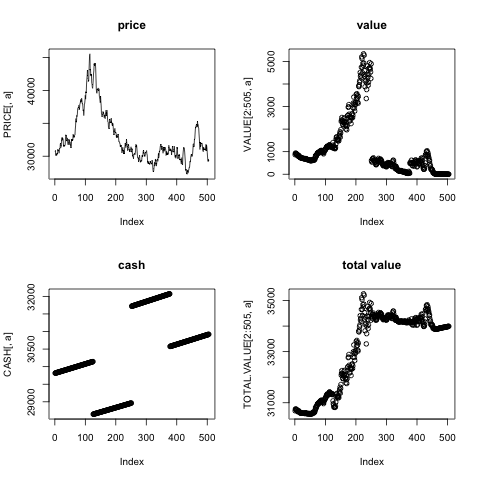 price
PRICE[, a]
30000 40000
0 100 200 300 400 500
Index
value
VALUE[2:505, a]
0 1000 3000 5000
0 100 200 300 400 500
Index
cash
CASH[, a]
29000 30500 32000
0 100 200 300 400 500
Index
total value
TOTAL.VALUE[2:505, a]
31000 33000 35000
0 100 200 300 400 500
Index